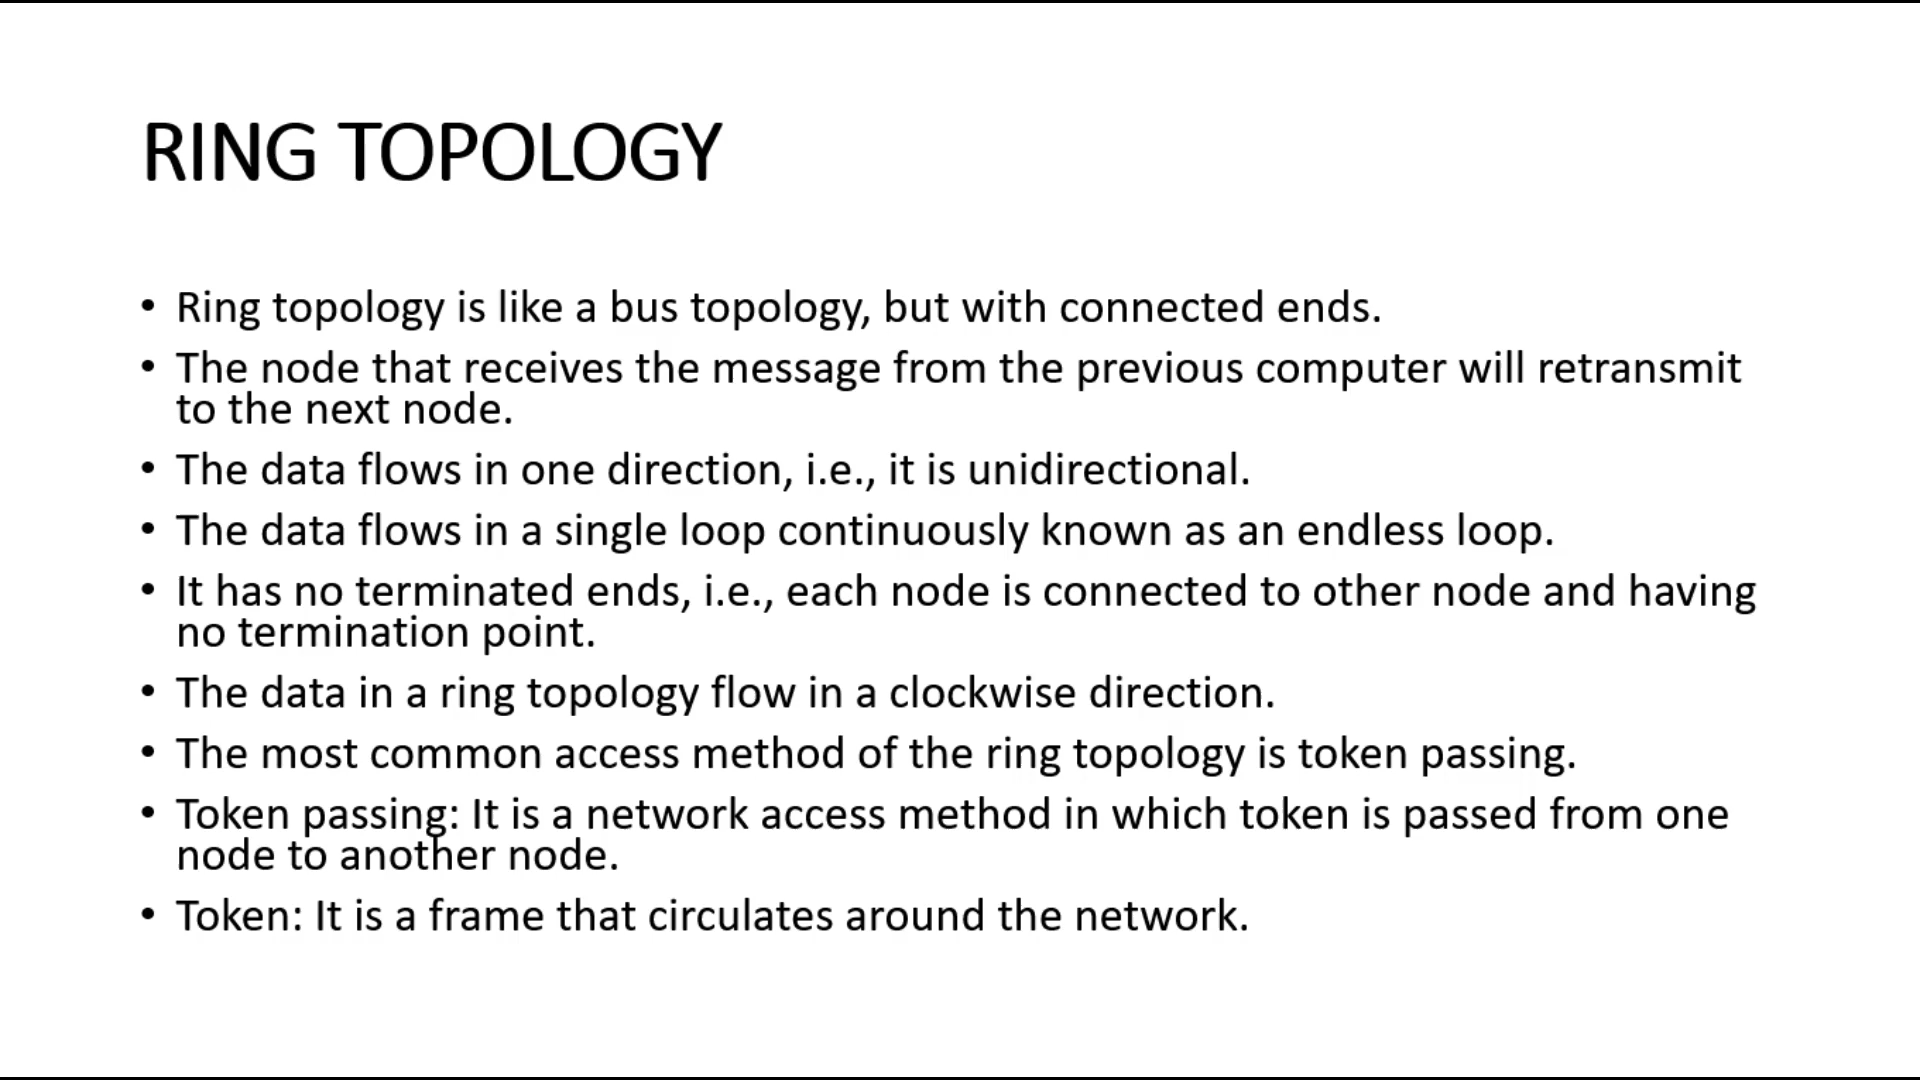 RING TOPOLOGY
• Ring topology is like a bus topology, but with connected ends.
• The node that receives the message from the previous computer will retransmit
to the next node.
• The data flows in one direction, i.e., it is unidirectional.
• The data flows in a single loop continuously known as an endless loop.
• It has no terminated ends, i.e., each node is connected to other node and having
no termination point.
• The data in a ring topology flow in a clockwise direction.
• The most common access method of the ring topology is token passing.
• Token passing: It is a network access method in which token is passed from one
node to another node.
• Token: It is a frame that circulates around the network.